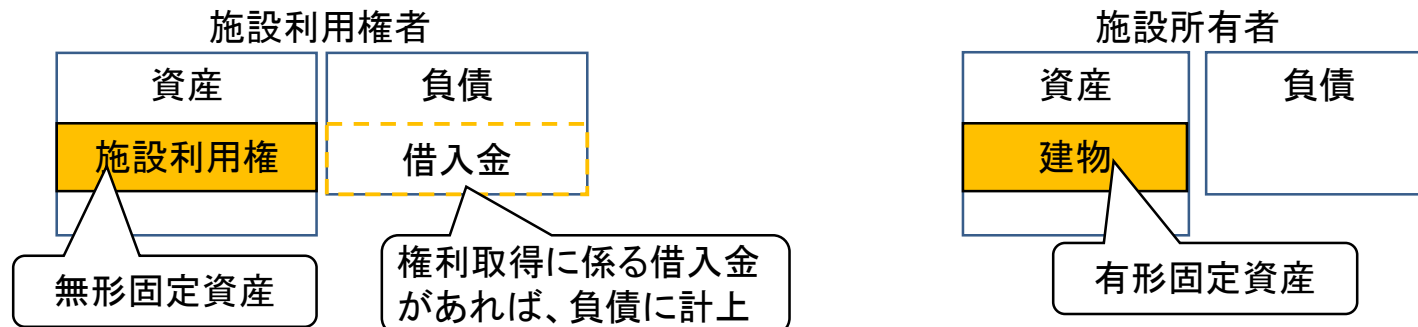 施設利用権者
資産
負債
施設利用権
借入金
無形固定資産
権利取得に係る借入金
があれば、負債に計上
施設所有者
資産
負債
建物
有形固定資産